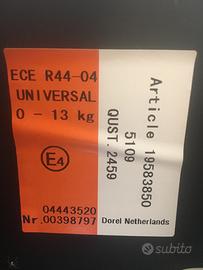 ECE R44-04
UNIVERSAL
0 - 13 kg
E4
04443520
Nr.00398797
Article 19583850
5109
QUST.2459
Dorel Netherlands
subito